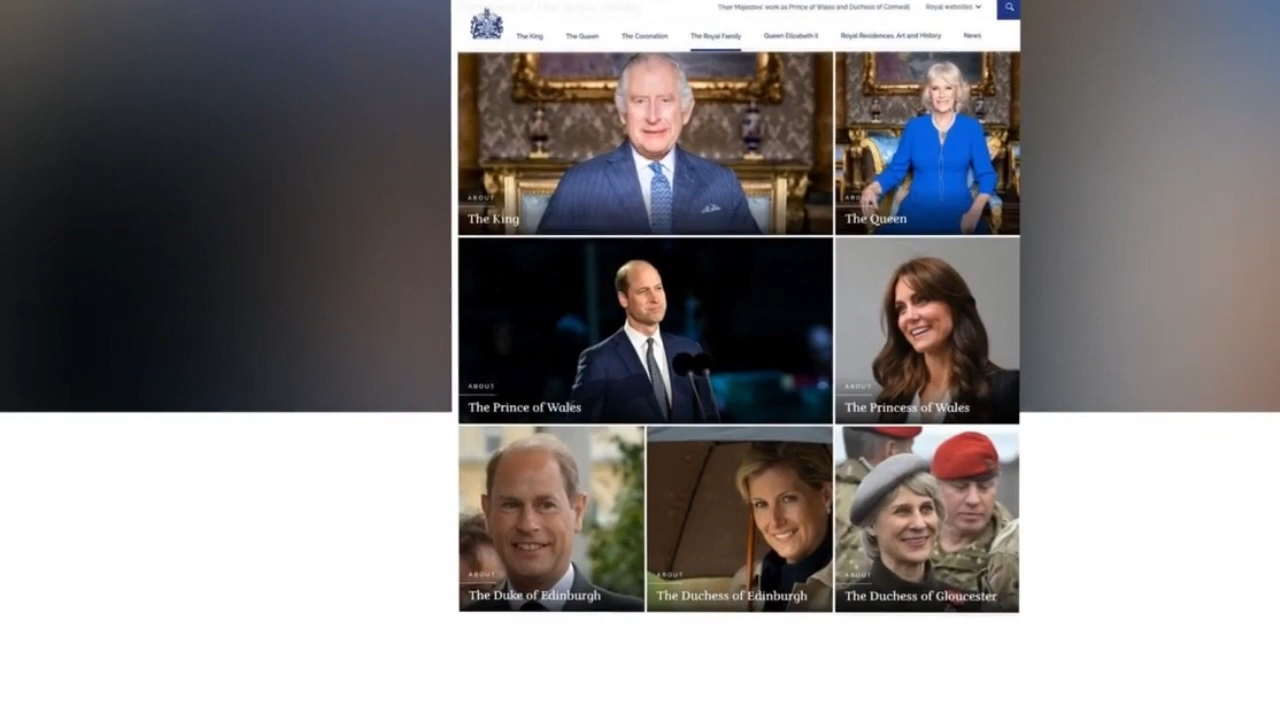 Their Majesties' work as Prince of Wales and Duchess of Cornwall
Royal websites
The King
The Queen
The Coronation
The Royal Family
Queen Elizabeth II
Royal Residences, Art and History
News
ABOUT
The King
ABO
The Queen
ABOUT
The Prince of Wales
ABOUT
The Princess of Wales
ABOUT
The Duke of Edinburgh
ABOUT
The Duchess of Edinburgh
ABOUT
The Duchess of Gloucester